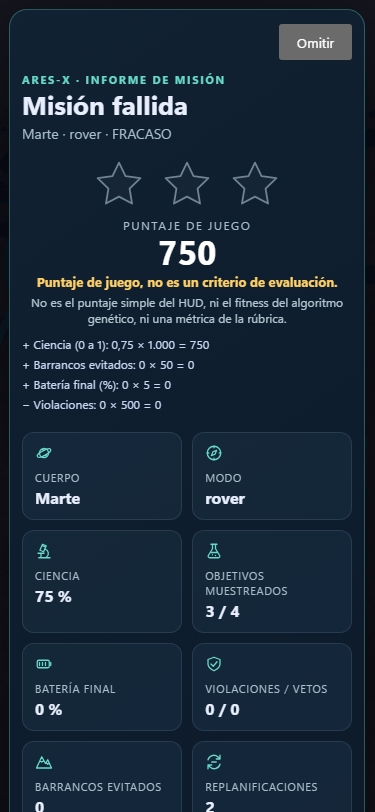 Omitir
ARES-X · INFORME DE MISIÓN
Misión fallida
Marte · rover · FRACASO
PUNTAJE DE JUEGO
750
Puntaje de juego, no es un criterio de evaluación.
No es el puntaje simple del HUD, ni el fitness del algoritmo
genético, ni una métrica de la rúbrica.
+ Ciencia (0 a 1): 0,75 × 1.000 = 750
+ Barrancos evitados: 0 × 50 = 0
+ Batería final (%): 0 × 5 = 0
− Violaciones: 0 × 500 = 0
CUERPO
Marte
MODO
rover
CIENCIA
75 %
OBJETIVOS
MUESTREADOS
3 / 4
BATERÍA FINAL
0 %
VIOLACIONES / VETOS
0 / 0
BARRANCOS EVITADOS
0
REPLANIFICACIONES
2